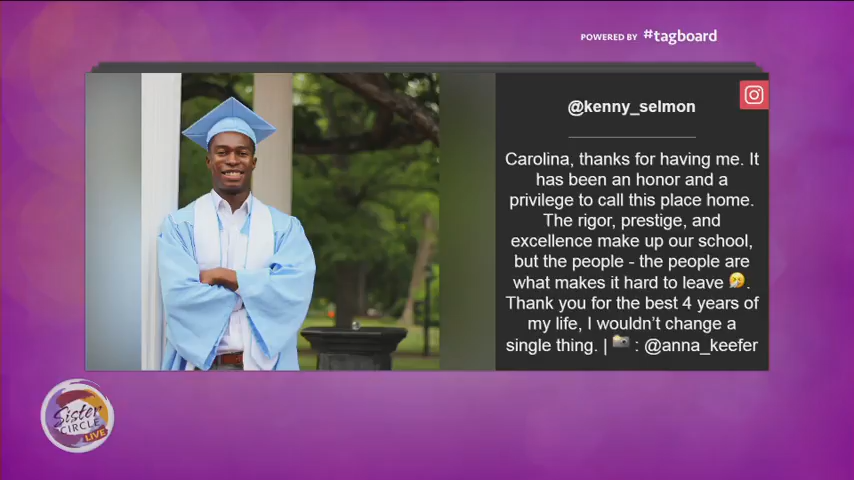 POWERED BY #tagboard
@kenny_selmon
Carolina, thanks for having me. It
has been an honor and a
privilege to call this place home.
The rigor, prestige, and
excellence make up our school,
but the people - the people are
what makes it hard to leave 🤧.
Thank you for the best 4 years of
my life, I wouldn't change a
single thing. | 📷 : @anna_keefer
Sister
CIRCLE
LIVE